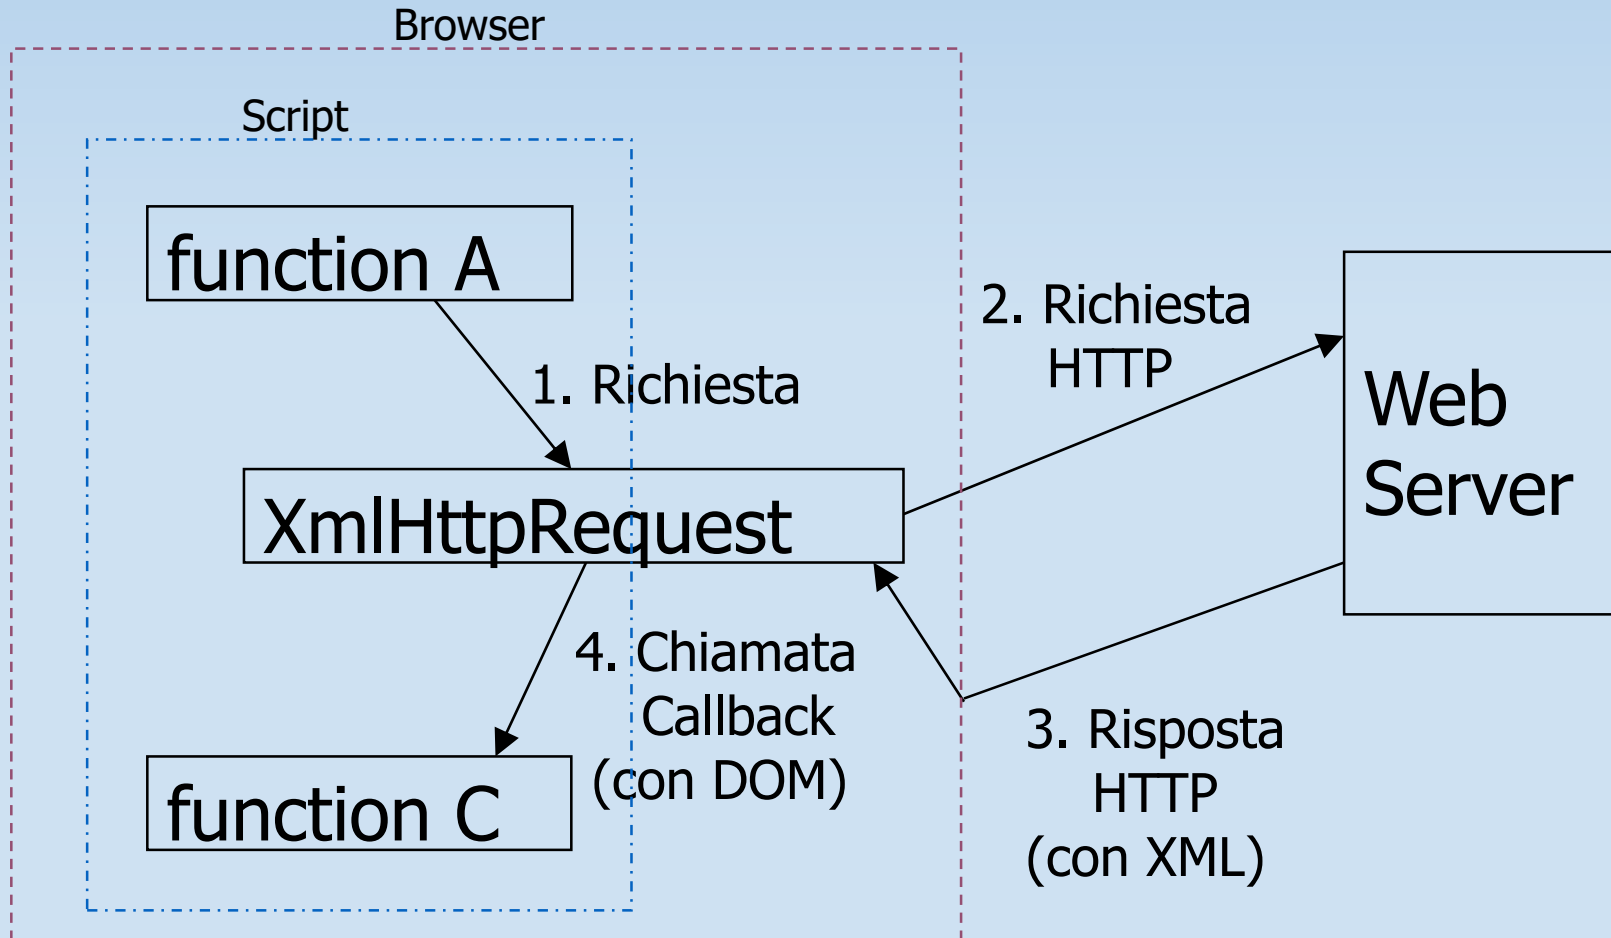 Browser
Script
function A
1. Richiesta
2. Richiesta
HTTP
Web
Server
XmlHttpRequest
4. Chiamata
Callback
(con DOM)
3. Risposta
HTTP
(con XML)
function C